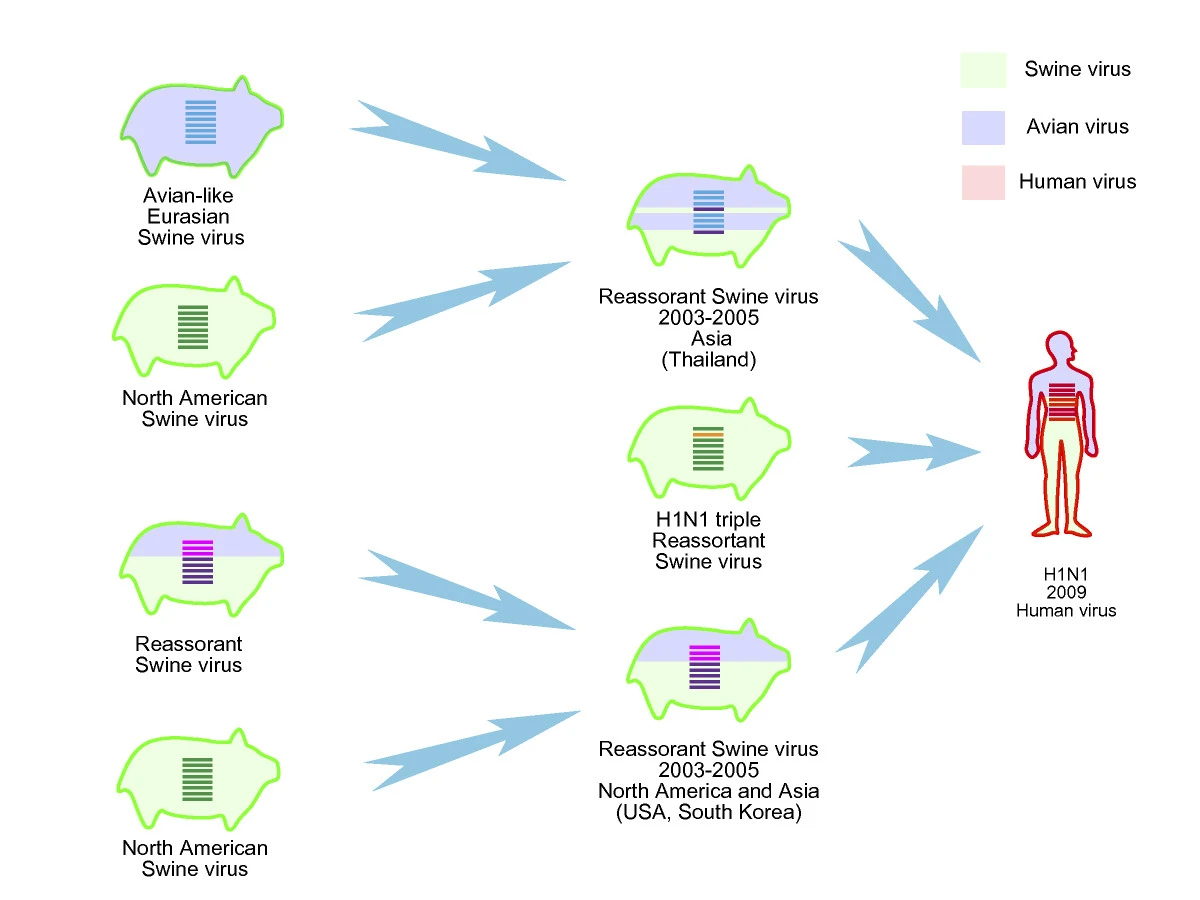 Swine virus
Avian virus
Human virus
Avian-like
Eurasian
Swine virus
North American
Swine virus
Reassorant
Swine virus
North American
Swine virus
Reassorant Swine virus
2003-2005
Asia
(Thailand)
H1N1 triple
Reassortant
Swine virus
Reassorant Swine virus
2003-2005
North America and Asia
(USA, South Korea)
H1N1
2009
Human virus